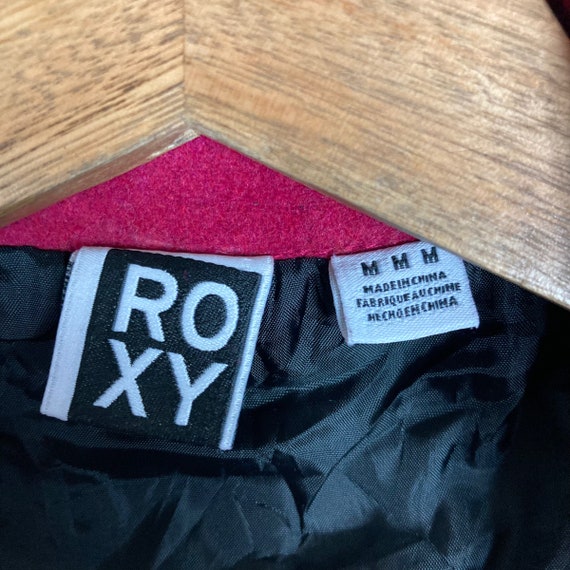 RO
XY
M M M
MADE IN CHINA
FABRIQUE AU CHINE
HECHO EN CHINA